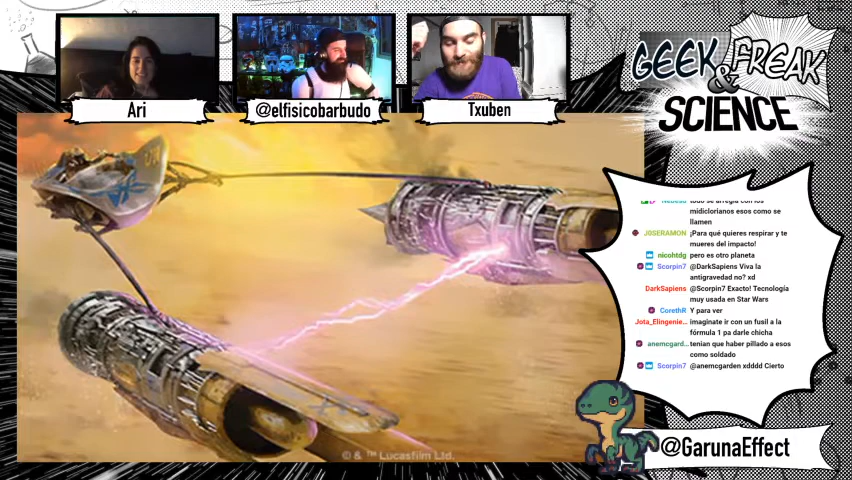 GEEK
&
FREAK
SCIENCE
Ari
@elfisicobarbudo
Txuben
todo se arregla con los
midiclorianos esos como se
llamen
J0SERAMON ¡Para qué quieres respirar y te
mueres del impacto!
nicohtdg pero es otro planeta
Scorpin7 @DarkSapiens Viva la
antigravedad no? xd
DarkSapiens @Scorpin7 Exacto! Tecnología
muy usada en Star Wars
CorethR Y para ver
Jota_Elingenie... imaginate ir con un fusil a la
fórmula 1 pa darle chicha
anemcgard... tenian que haber pillado a esos
como soldado
Scorpin7 @anemcgarden xdddd Cierto
© & ™ Lucasfilm Ltd.
@GarunaEffect